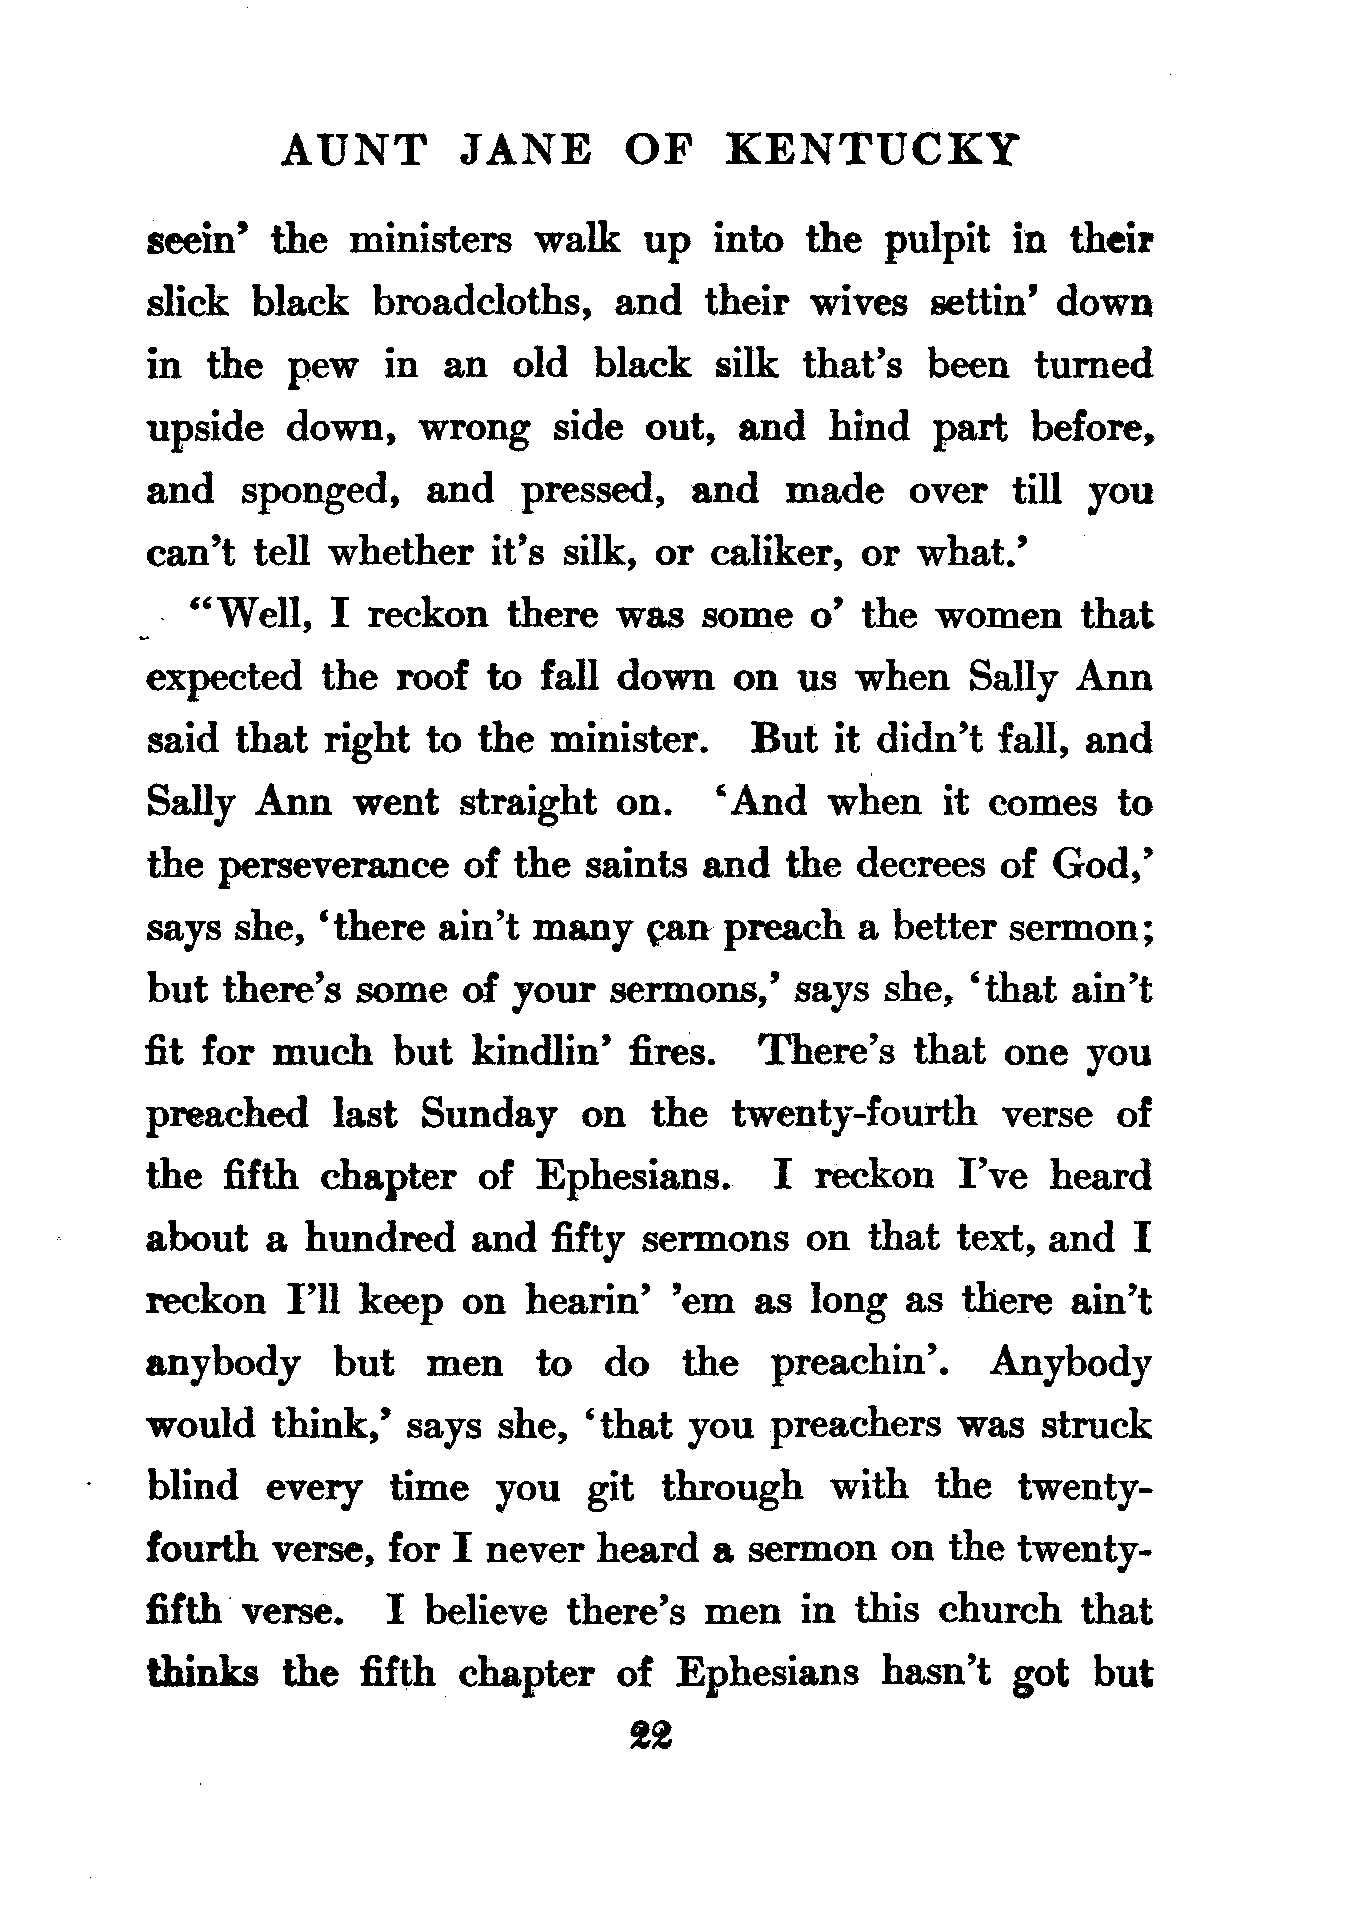 AUNT JANE OF KENTUCKY
seein’ the ministers walk up into the pulpit in their
slick black broadcloths, and their wives settin’ down
in the pew in an old black silk that’s been turned
upside down, wrong side out, and hind part before,
and sponged, and pressed, and made over till you
can’t tell whether it’s silk, or caliker, or what.’
“Well, I reckon there was some o’ the women that
expected the roof to fall down on us when Sally Ann
said that right to the minister. But it didn’t fall, and
Sally Ann went straight on. ‘And when it comes to
the perseverance of the saints and the decrees of God,’
says she, ‘there ain’t many can preach a better sermon;
but there’s some of your sermons,’ says she, ‘that ain’t
fit for much but kindlin’ fires. There’s that one you
preached last Sunday on the twenty-fourth verse of
the fifth chapter of Ephesians. I reckon I’ve heard
about a hundred and fifty sermons on that text, and I
reckon I’ll keep on hearin’ ’em as long as there ain’t
anybody but men to do the preachin’. Anybody
would think,’ says she, ‘that you preachers was struck
blind every time you git through with the twenty-
fourth verse, for I never heard a sermon on the twenty-
fifth verse. I believe there’s men in this church that
thinks the fifth chapter of Ephesians hasn’t got but
22